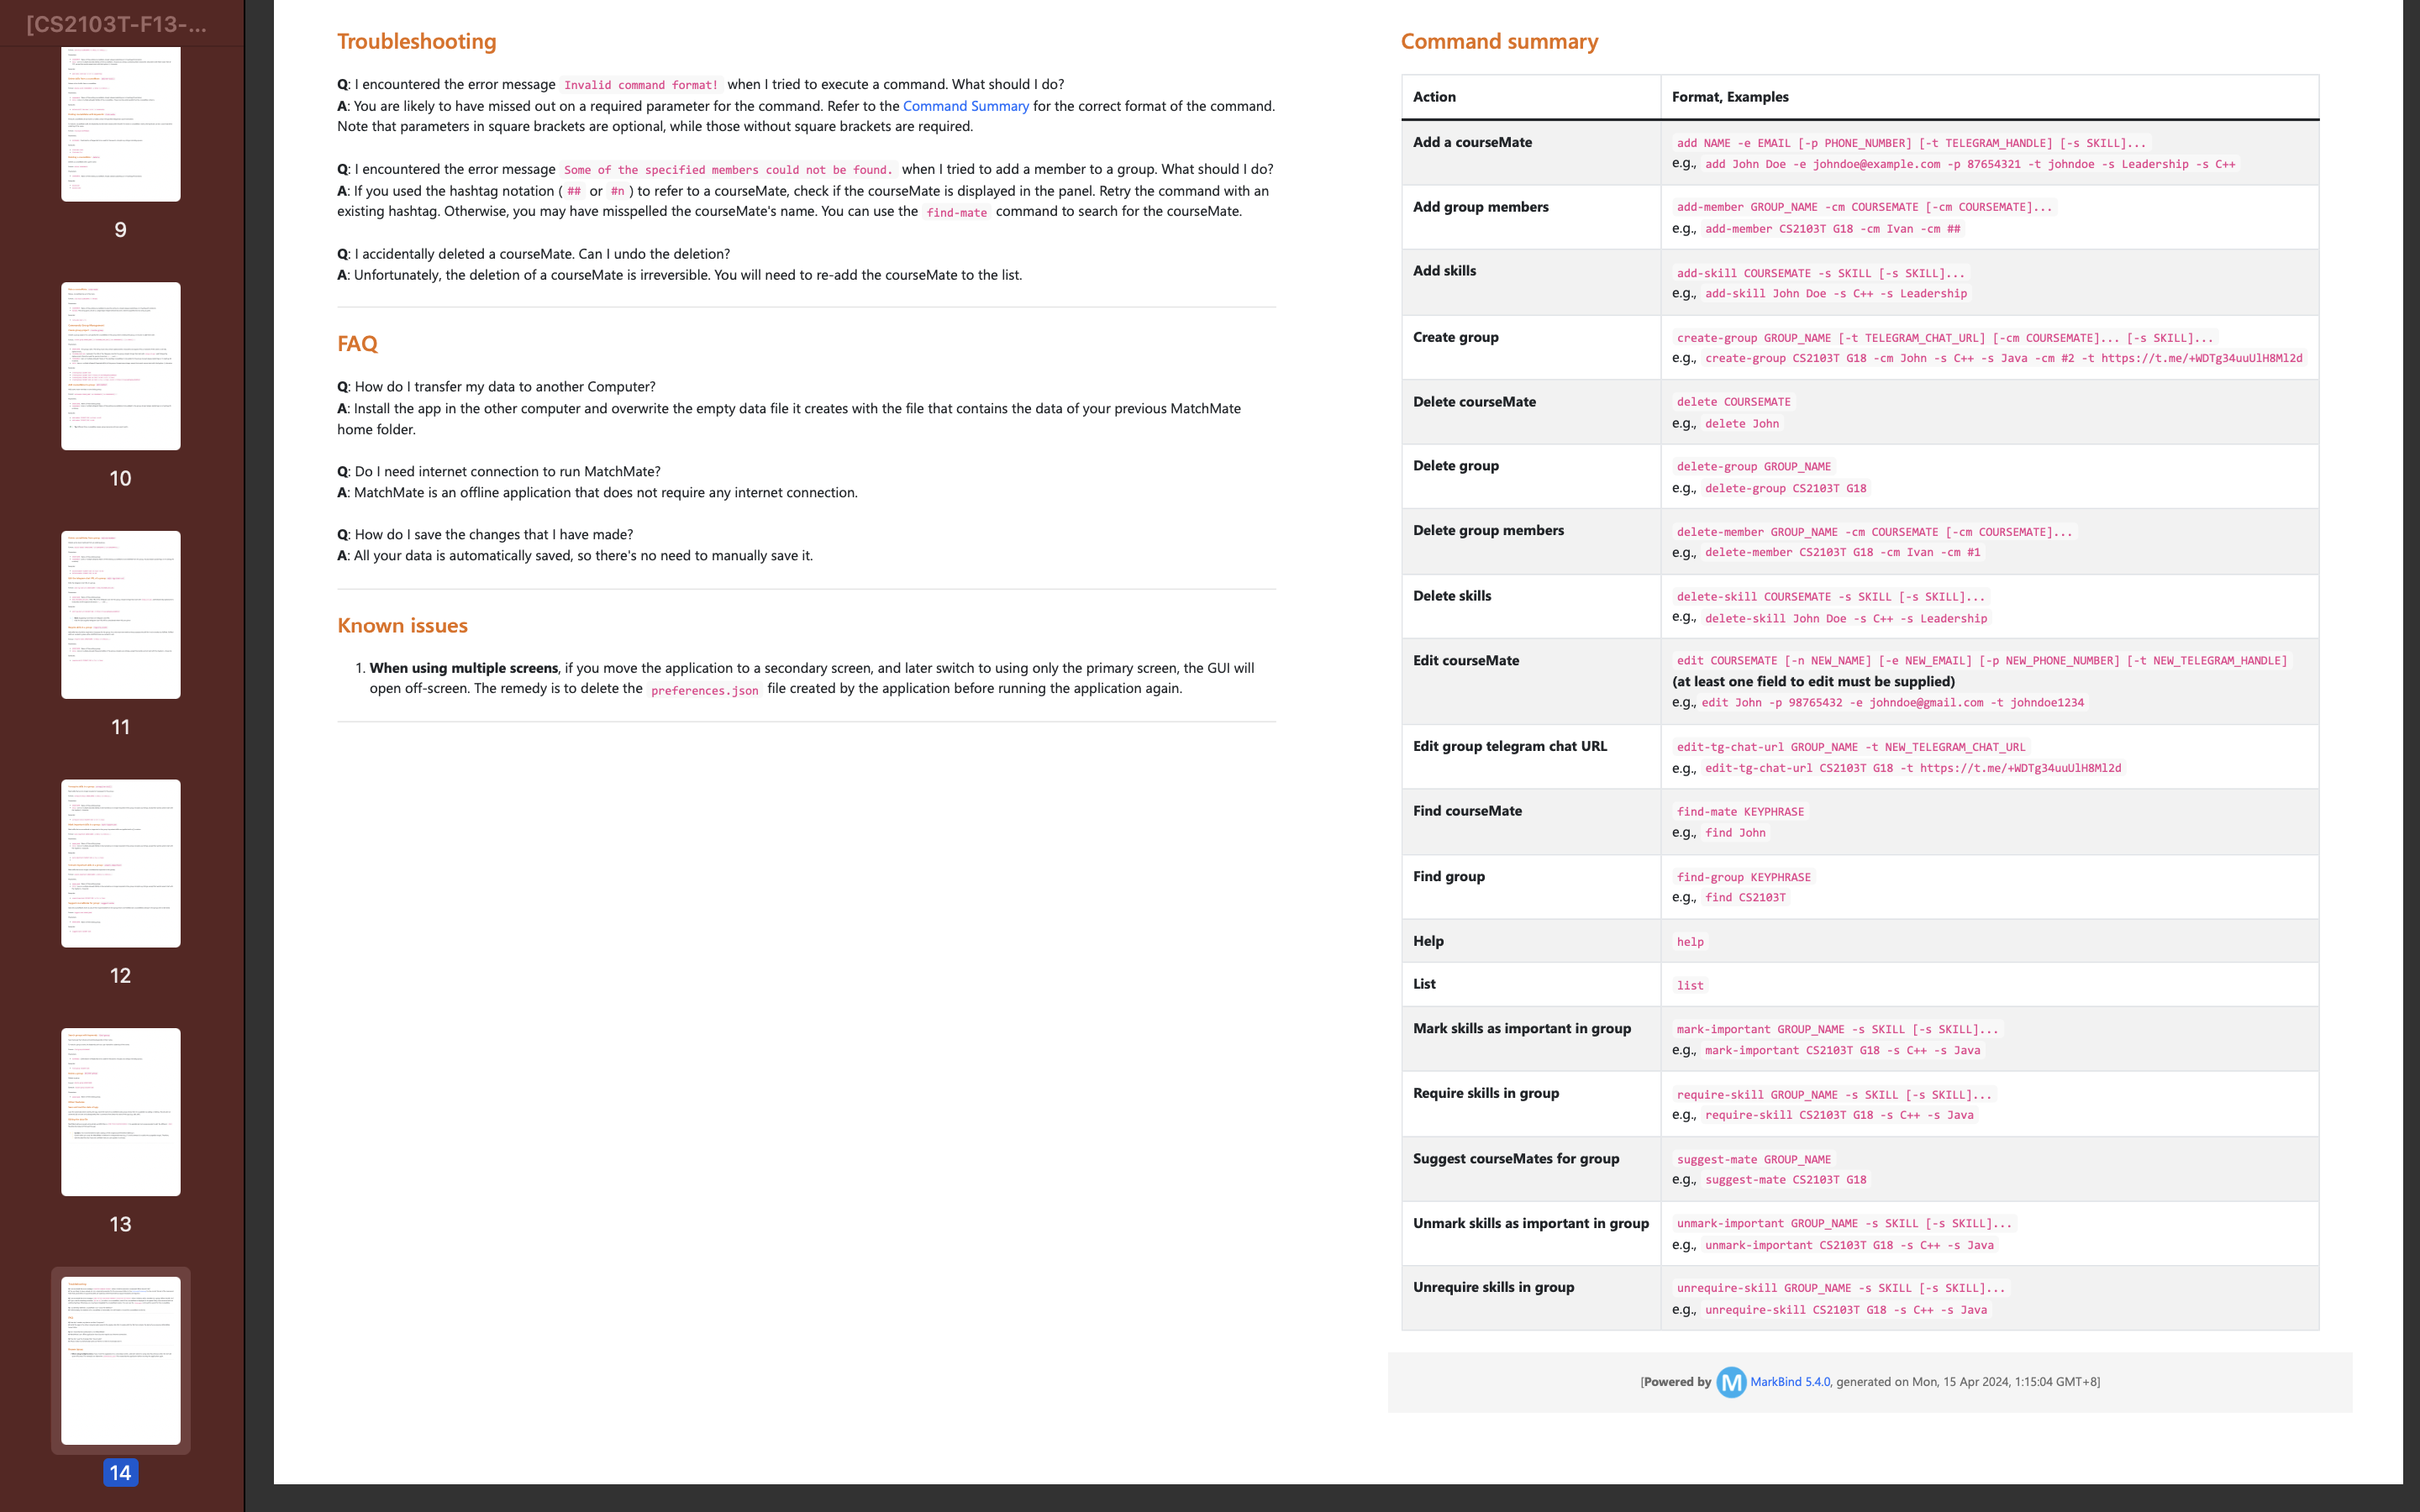 [CS2103T-F13-...
9
10
11
12
13
14
Troubleshooting
Q: I encountered the error message Invalid command format! when I tried to execute a command. What should I do?
A: You are likely to have missed out on a required parameter for the command. Refer to the Command Summary for the correct format of the command.
Note that parameters in square brackets are optional, while those without square brackets are required.
Q: I encountered the error message Some of the specified members could not be found. when I tried to add a member to a group. What should I do?
A: If you used the hashtag notation ( ## or #n ) to refer to a courseMate, check if the courseMate is displayed in the panel. Retry the command with an
existing hashtag. Otherwise, you may have misspelled the courseMate's name. You can use the find-mate command to search for the courseMate.
Q: I accidentally deleted a courseMate. Can I undo the deletion?
A: Unfortunately, the deletion of a courseMate is irreversible. You will need to re-add the courseMate to the list.
FAQ
Q: How do I transfer my data to another Computer?
A: Install the app in the other computer and overwrite the empty data file it creates with the file that contains the data of your previous MatchMate
home folder.
Q: Do I need internet connection to run MatchMate?
A: MatchMate is an offline application that does not require any internet connection.
Q: How do I save the changes that I have made?
A: All your data is automatically saved, so there's no need to manually save it.
Known issues
1. When using multiple screens, if you move the application to a secondary screen, and later switch to using only the primary screen, the GUI will
open off-screen. The remedy is to delete the preferences.json file created by the application before running the application again.
Command summary
Action Format, Examples
Add a courseMate add NAME -e EMAIL [-p PHONE_NUMBER] [-t TELEGRAM_HANDLE] [-s SKILL]...
e.g., add John Doe -e johndoe@example.com -p 87654321 -t johndoe -s Leadership -s C++
Add group members add-member GROUP_NAME -cm COURSEMATE [-cm COURSEMATE]...
e.g., add-member CS2103T G18 -cm Ivan -cm ##
Add skills add-skill COURSEMATE -s SKILL [-s SKILL]...
e.g., add-skill John Doe -s C++ -s Leadership
Create group create-group GROUP_NAME [-t TELEGRAM_CHAT_URL] [-cm COURSEMATE]... [-s SKILL]...
e.g., create-group CS2103T G18 -cm John -s C++ -s Java -cm #2 -t https://t.me/+WDTg34uuUlH8Ml2d
Delete courseMate delete COURSEMATE
e.g., delete John
Delete group delete-group GROUP_NAME
e.g., delete-group CS2103T G18
Delete group members delete-member GROUP_NAME -cm COURSEMATE [-cm COURSEMATE]...
e.g., delete-member CS2103T G18 -cm Ivan -cm #1
Delete skills delete-skill COURSEMATE -s SKILL [-s SKILL]...
e.g., delete-skill John Doe -s C++ -s Leadership
Edit courseMate edit COURSEMATE [-n NEW_NAME] [-e NEW_EMAIL] [-p NEW_PHONE_NUMBER] [-t NEW_TELEGRAM_HANDLE]
(at least one field to edit must be supplied)
e.g., edit John -p 98765432 -e johndoe@gmail.com -t johndoe1234
Edit group telegram chat URL edit-tg-chat-url GROUP_NAME -t NEW_TELEGRAM_CHAT_URL
e.g., edit-tg-chat-url CS2103T G18 -t https://t.me/+WDTg34uuUlH8Ml2d
Find courseMate find-mate KEYPHRASE
e.g., find John
Find group find-group KEYPHRASE
e.g., find CS2103T
Help help
List list
Mark skills as important in group mark-important GROUP_NAME -s SKILL [-s SKILL]...
e.g., mark-important CS2103T G18 -s C++ -s Java
Require skills in group require-skill GROUP_NAME -s SKILL [-s SKILL]...
e.g., require-skill CS2103T G18 -s C++ -s Java
Suggest courseMates for group suggest-mate GROUP_NAME
e.g., suggest-mate CS2103T G18
Unmark skills as important in group unmark-important GROUP_NAME -s SKILL [-s SKILL]...
e.g., unmark-important CS2103T G18 -s C++ -s Java
Unrequire skills in group unrequire-skill GROUP_NAME -s SKILL [-s SKILL]...
e.g., unrequire-skill CS2103T G18 -s C++ -s Java
[Powered by M MarkBind 5.4.0, generated on Mon, 15 Apr 2024, 1:15:04 GMT+8]